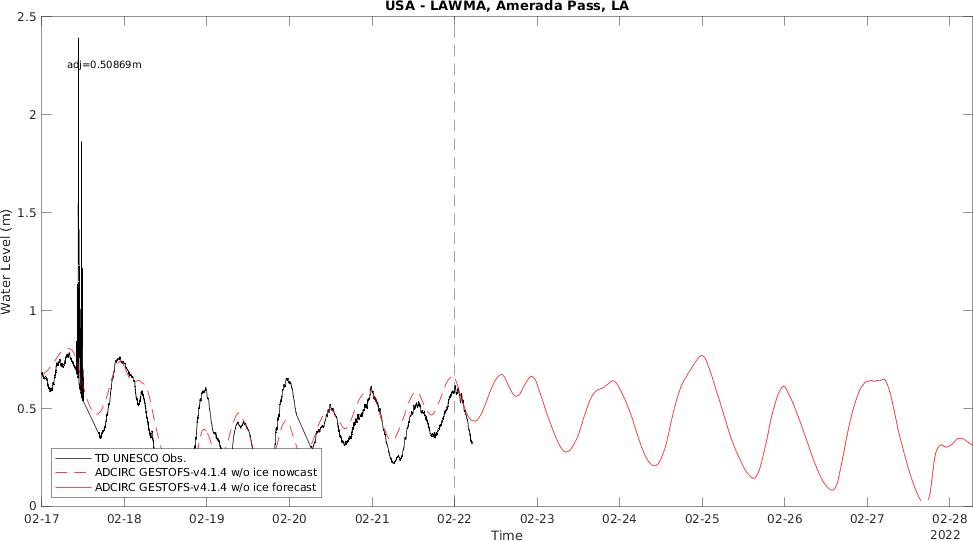 USA - LAWMA, Amerada Pass, LA
2.5
2
1.5
1
0.5
0
Water Level (m)
adj=0.50869m
TD UNESCO Obs.
ADCIRC GESTOFS-v4.1.4 w/o ice nowcast
ADCIRC GESTOFS-v4.1.4 w/o ice forecast
02-17 02-18 02-19 02-20 02-21 02-22 02-23 02-24 02-25 02-26 02-27 02-28
Time
2022